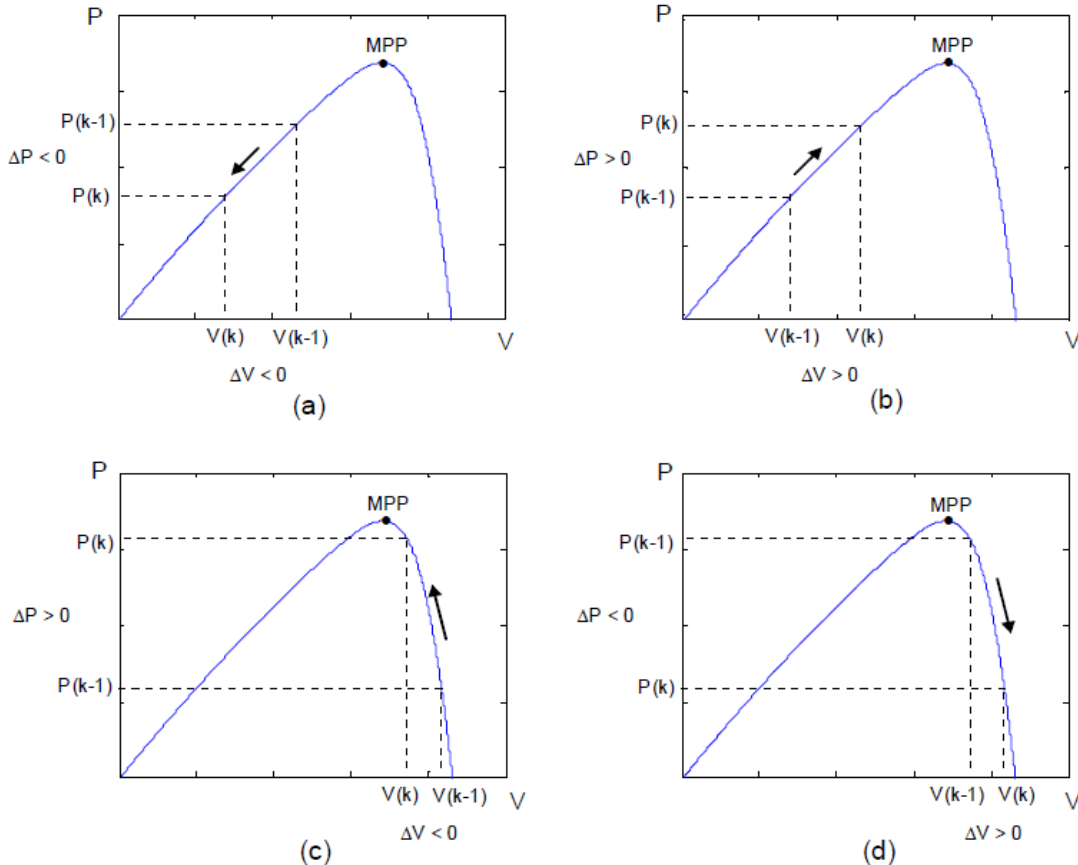 P
MPP
P(k-1)
ΔP < 0
P(k)
V(k)
V(k-1)
V
ΔV < 0
(a)
P
MPP
P(k)
ΔP > 0
P(k-1)
V(k-1)
V(k)
V
ΔV > 0
(b)
P
MPP
P(k)
ΔP > 0
P(k-1)
V(k)
V(k-1)
V
ΔV < 0
(c)
P
MPP
P(k-1)
ΔP < 0
P(k)
V(k-1)
V(k)
V
ΔV > 0
(d)